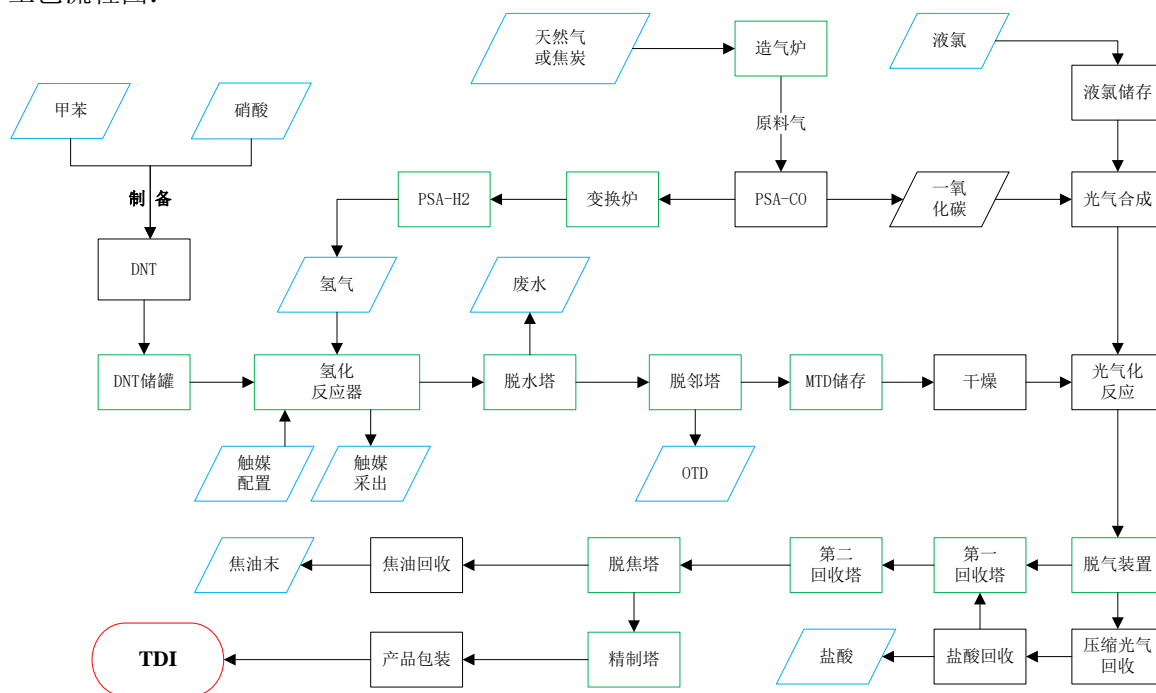 天然气
或焦炭
造气炉
液氯
甲苯
硝酸
液氯储存
原料气
制 备
PSA-H2
变换炉
PSA-CO
一氧
化碳
光气合成
DNT
氢气
废水
DNT储罐
氢化
反应器
脱水塔
脱邻塔
MTD储存
干燥
光气化
反应
触媒
配置
触媒
采出
OTD
焦油末
焦油回收
脱焦塔
第二
回收塔
第一
回收塔
脱气装置
TDI
产品包装
精制塔
盐酸
盐酸回收
压缩光气
回收